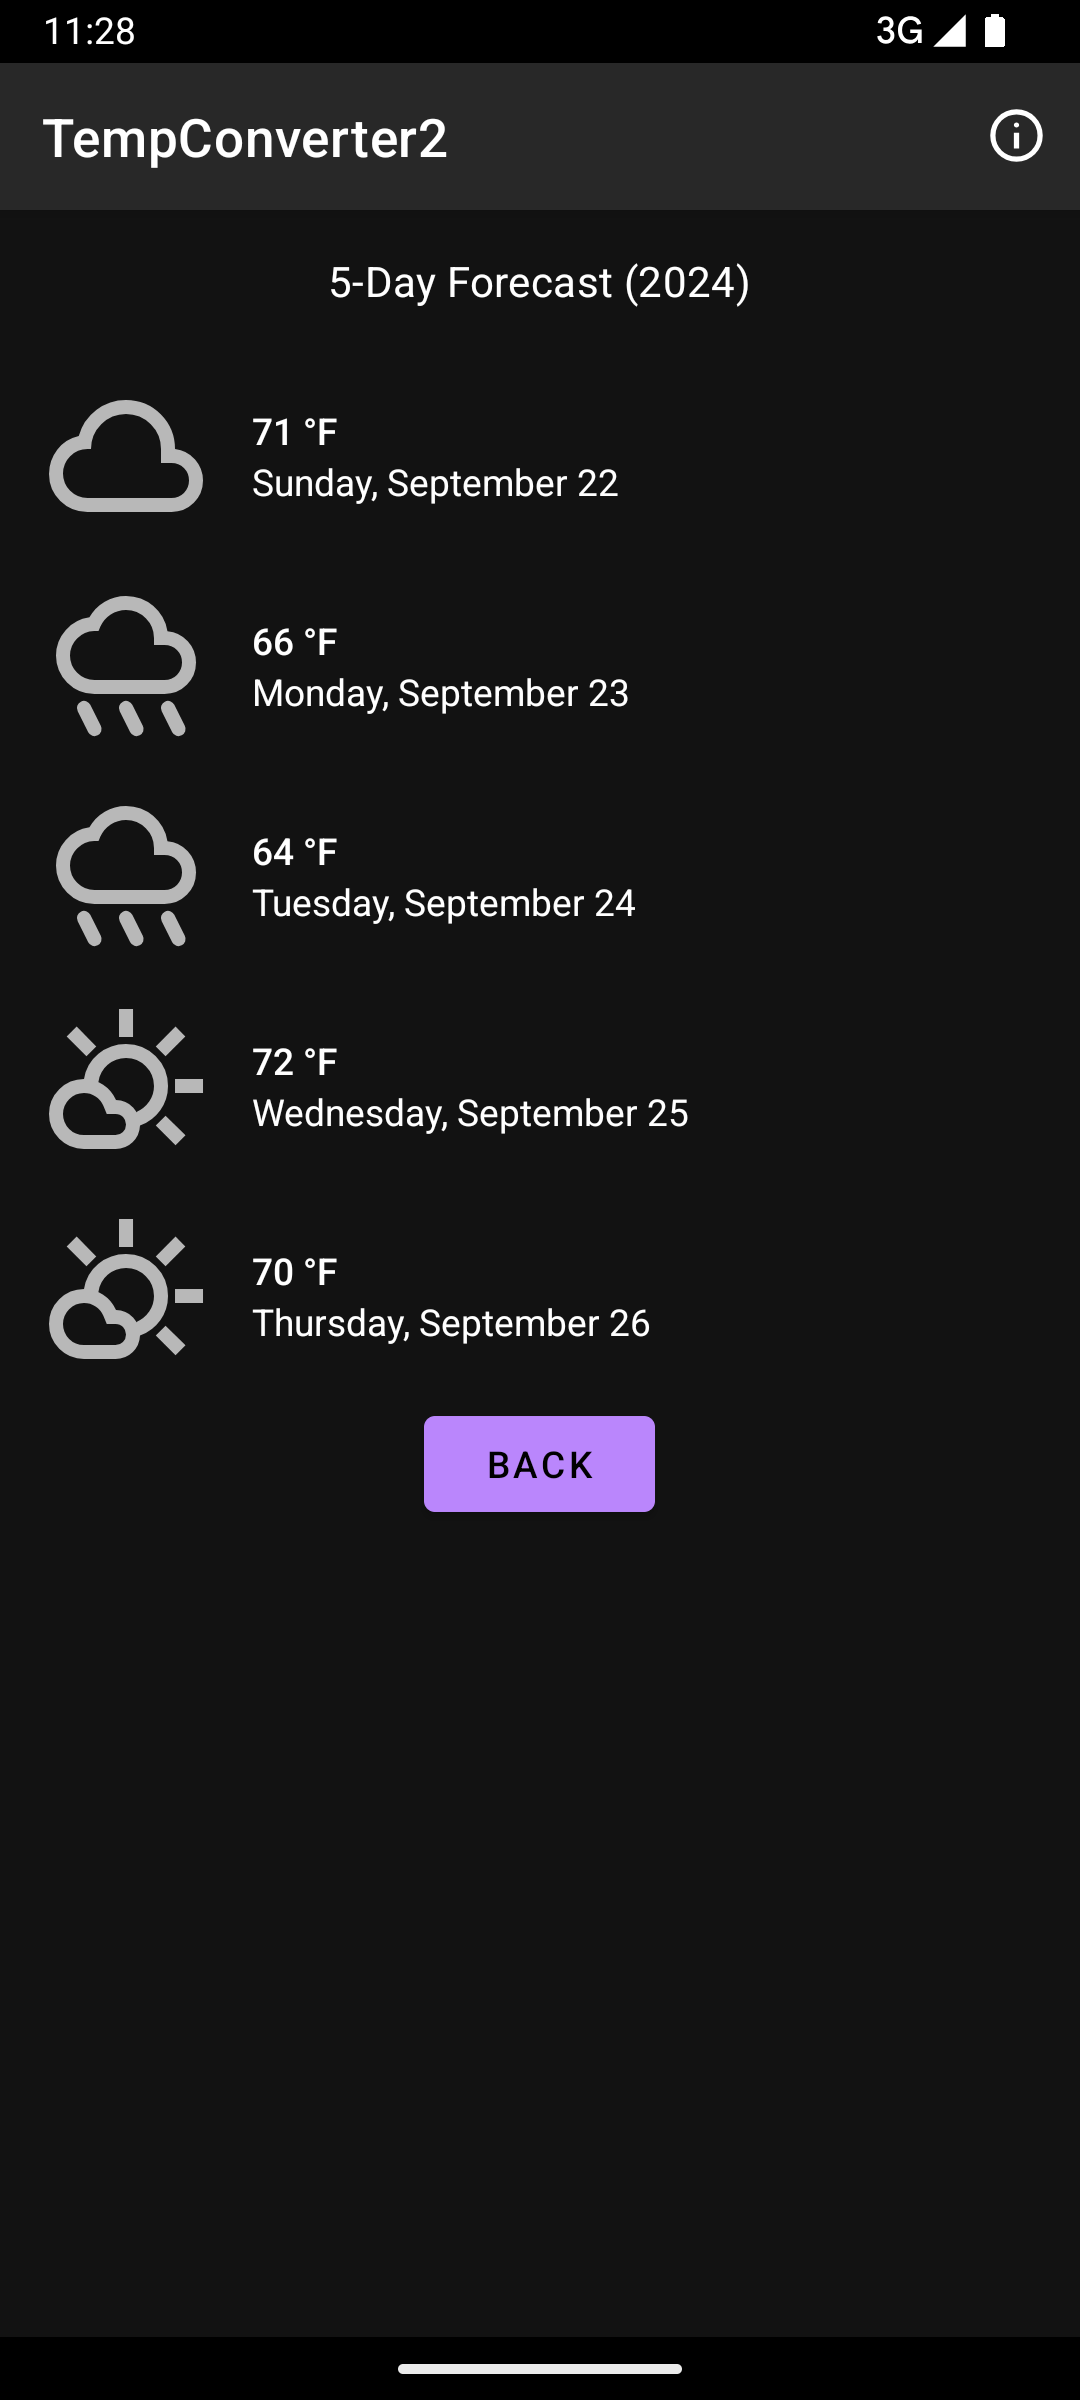 11:28
3G
TempConverter2
5-Day Forecast (2024)
71 °F
Sunday, September 22
66 °F
Monday, September 23
64 °F
Tuesday, September 24
72 °F
Wednesday, September 25
70 °F
Thursday, September 26
BACK